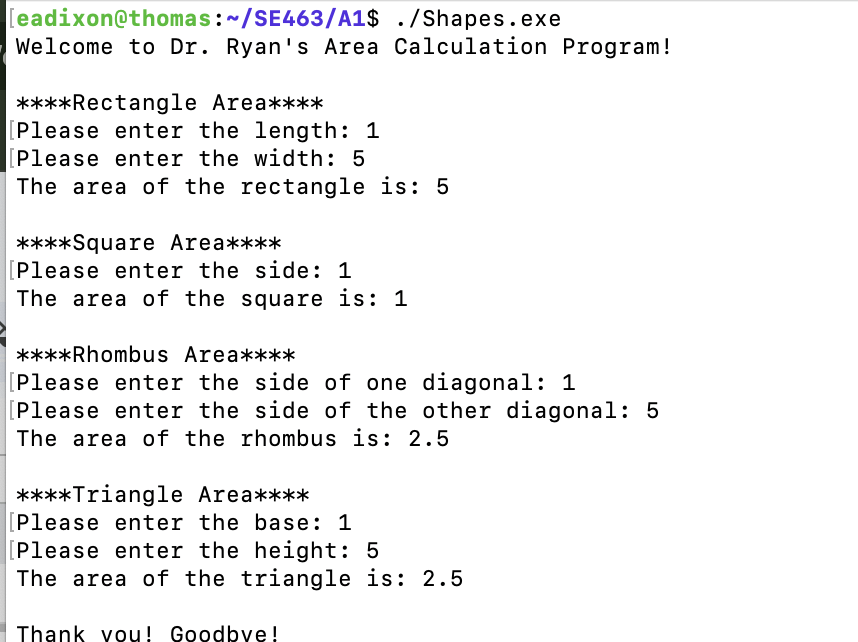 [eadixon@thomas:~/SE463/A1$ ./Shapes.exe
Welcome to Dr. Ryan's Area Calculation Program!
****Rectangle Area****
[Please enter the length: 1
[Please enter the width: 5
The area of the rectangle is: 5
****Square Area****
[Please enter the side: 1
The area of the square is: 1
****Rhombus Area****
[Please enter the side of one diagonal: 1
[Please enter the side of the other diagonal: 5
The area of the rhombus is: 2.5
****Triangle Area****
[Please enter the base: 1
[Please enter the height: 5
The area of the triangle is: 2.5
Thank you! Goodbye!